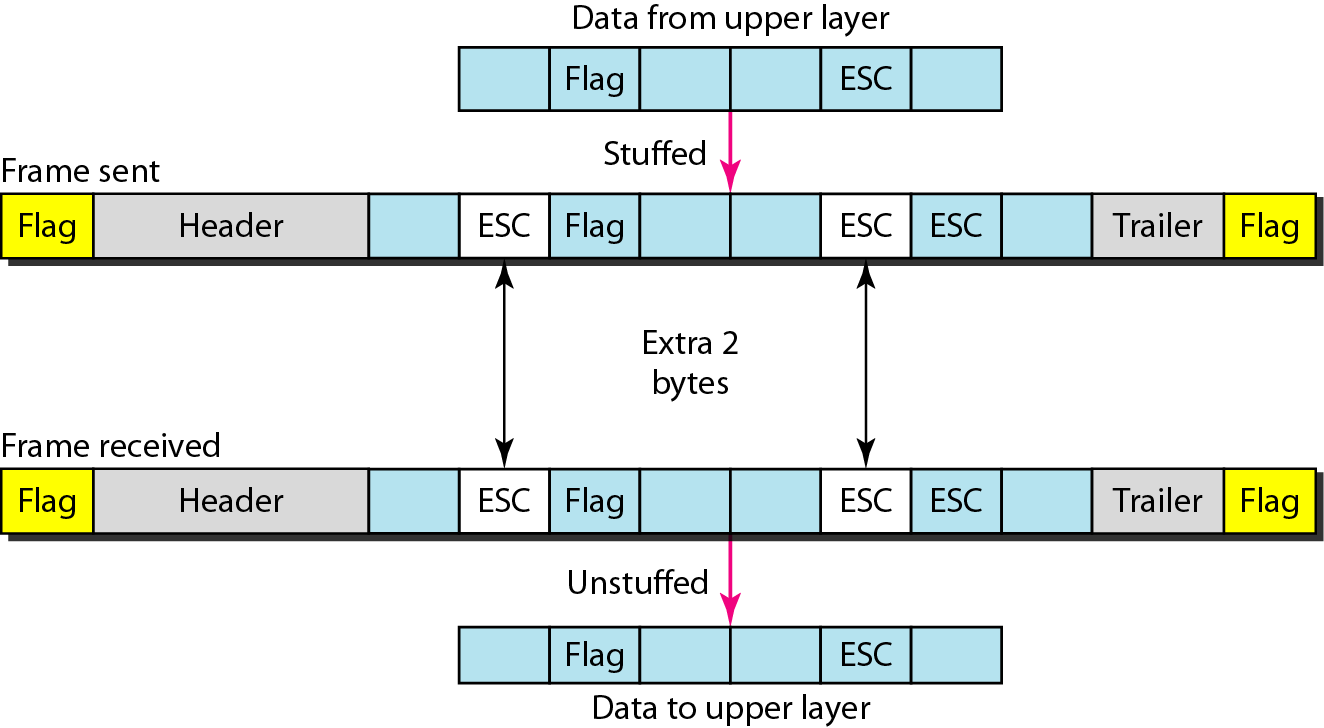 Data from upper layer
Flag ESC
Stuffed
Frame sent
Flag Header ESC Flag ESC ESC Trailer Flag
Extra 2
bytes
Frame received
Flag Header ESC Flag ESC ESC Trailer Flag
Unstuffed
Flag ESC
Data to upper layer